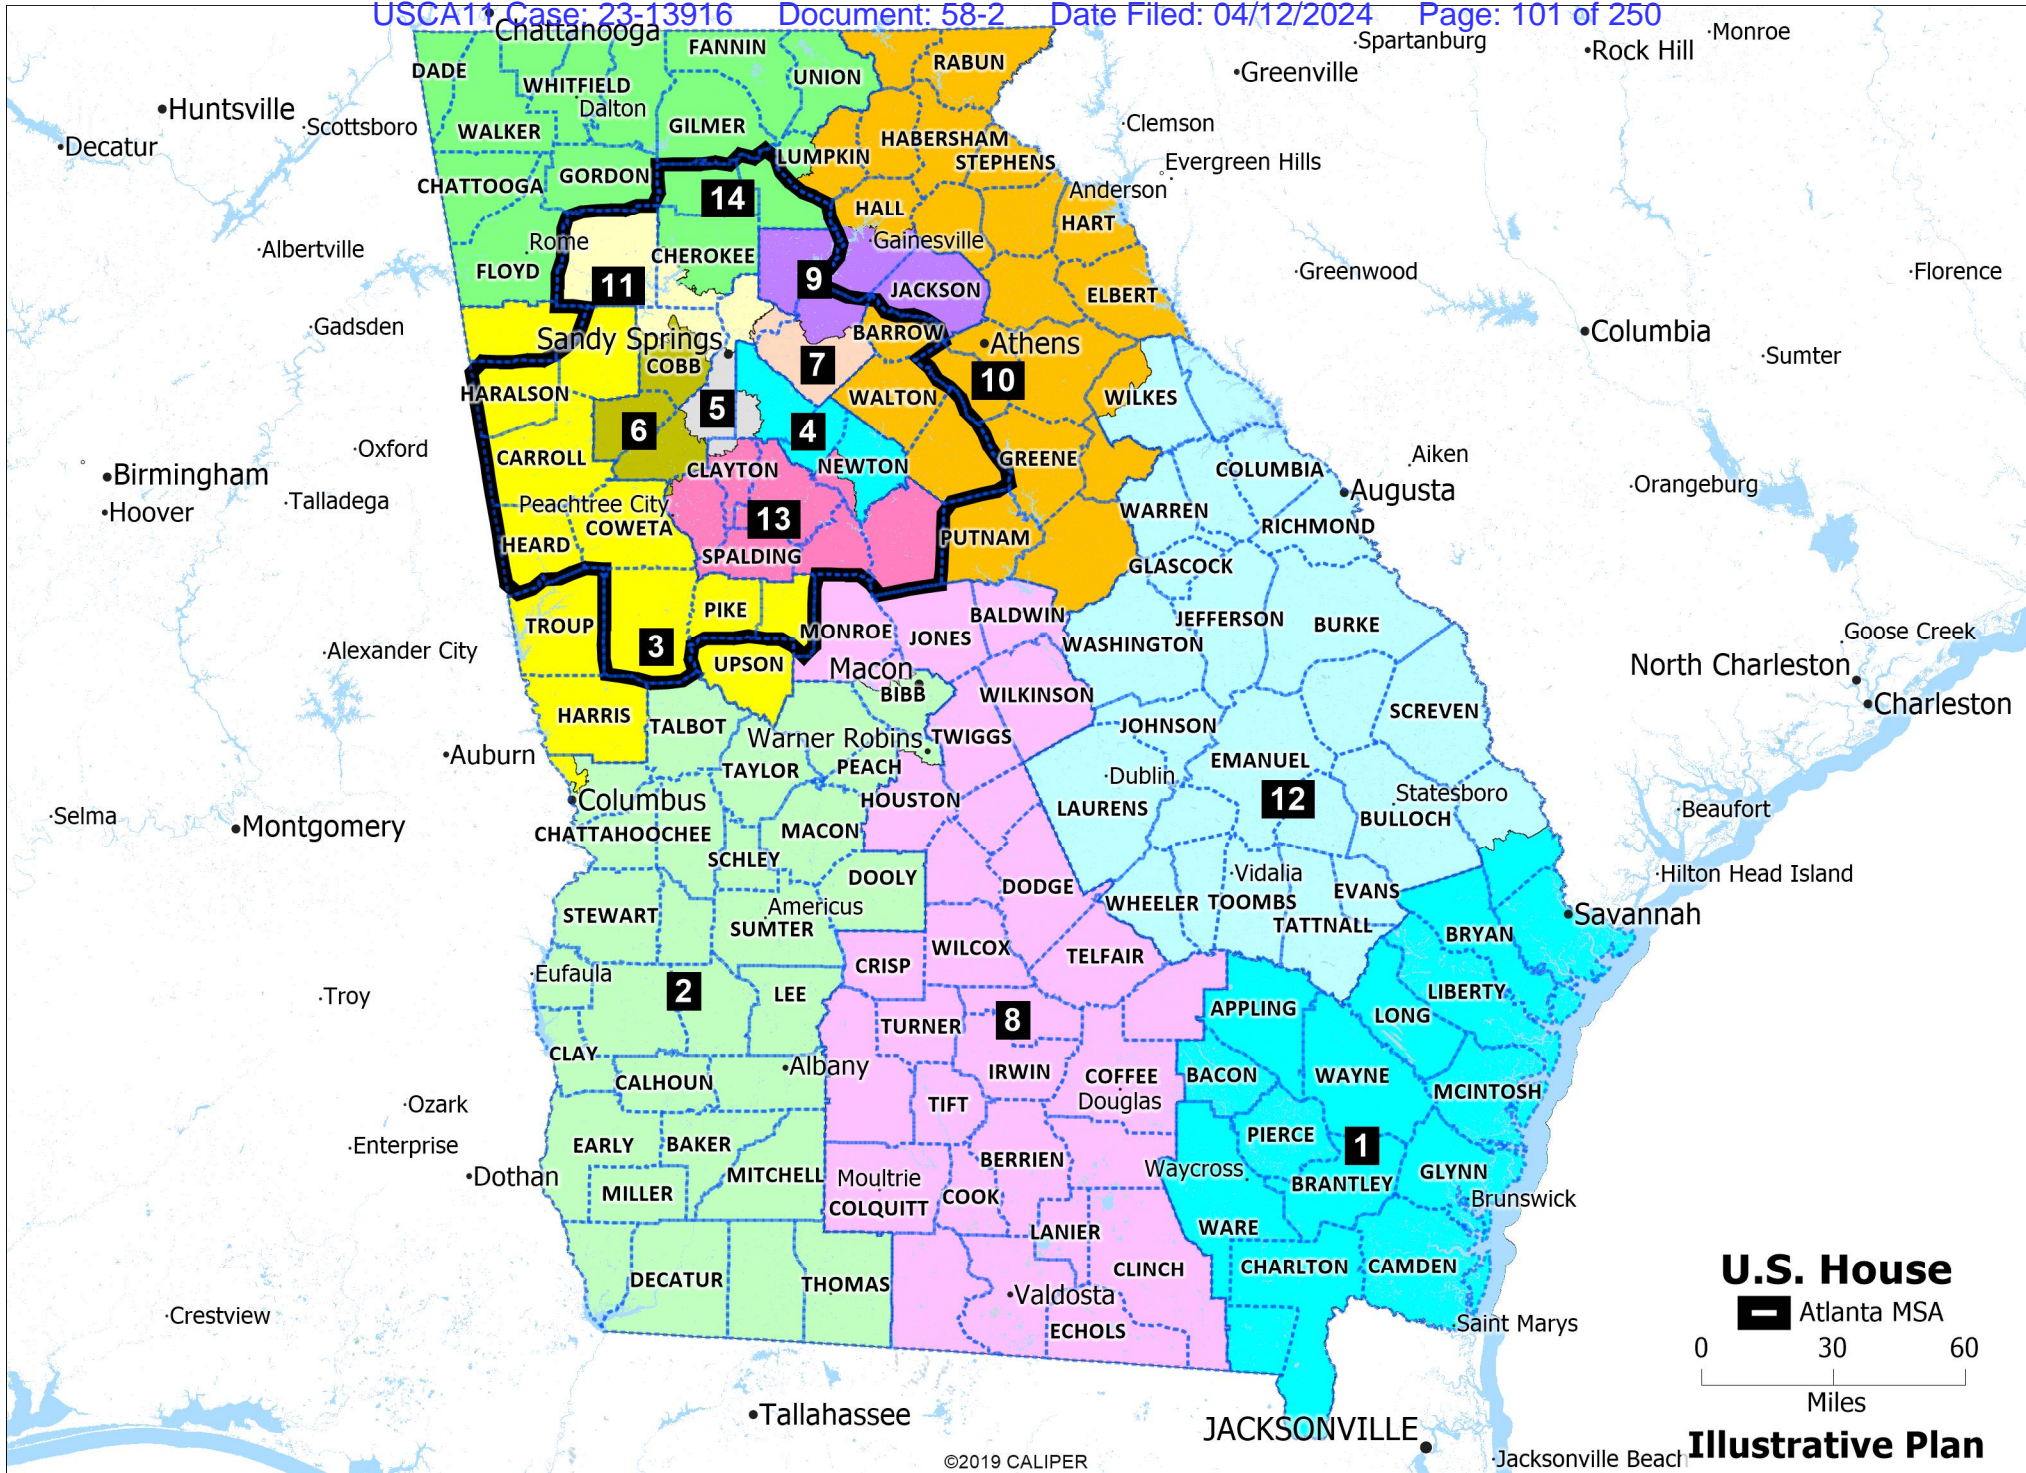 USCA11 Case: 23-13916 Document: 58-2 Date Filed: 04/12/2024 Page: 101 of 250
Chattanooga
Monroe
Spartanburg
Rock Hill
FANNIN
RABUN
DADE
UNION
Greenville
WHITFIELD
Dalton
Huntsville
Scottsboro
WALKER
GILMER
Clemson
HABERSHAM
Decatur
LUMPKIN
STEPHENS
Evergreen Hills
GORDON
CHATTOOGA
Anderson
14
HALL
HART
Rome
Gainesville
Albertville
CHEROKEE
FLOYD
Greenwood
Florence
9
11
JACKSON
ELBERT
Gadsden
BARROW
Columbia
Sandy Springs
Athens
Sumter
COBB
7
10
HARALSON
WALTON
WILKES
5
6
4
Oxford
CARROLL
GREENE
Aiken
CLAYTON
NEWTON
COLUMBIA
Birmingham
Talladega
Orangeburg
Augusta
Peachtree City
Hoover
WARREN
13
RICHMOND
COWETA
PUTNAM
HEARD
SPALDING
GLASCOCK
PIKE
BALDWIN
JEFFERSON
BURKE
TROUP
MONROE
JONES
Goose Creek
WASHINGTON
3
Alexander City
UPSON
North Charleston
Macon
BIBB
WILKINSON
Charleston
HARRIS
SCREVEN
TALBOT
JOHNSON
Warner Robins
TWIGGS
Auburn
EMANUEL
TAYLOR
PEACH
Dublin
Columbus
HOUSTON
12
Statesboro
LAURENS
Beaufort
Selma
BULLOCH
Montgomery
CHATTAHOOCHEE
MACON
SCHLEY
Vidalia
Hilton Head Island
DOOLY
DODGE
EVANS
WHEELER
TOOMBS
STEWART
Americus
Savannah
SUMTER
TATTNALL
BRYAN
WILCOX
TELFAIR
CRISP
Eufaula
2
LEE
LIBERTY
Troy
APPLING
LONG
8
TURNER
CLAY
Albany
IRWIN
COFFEE
BACON
WAYNE
CALHOUN
MCINTOSH
Ozark
TIFT
Douglas
PIERCE
1
Enterprise
EARLY
BAKER
BERRIEN
Waycross
GLYNN
Dothan
MITCHELL
Moultrie
BRANTLEY
MILLER
COOK
Brunswick
COLQUITT
WARE
LANIER
CLINCH
CHARLTON
CAMDEN
DECATUR
THOMAS
Valdosta
Crestview
ECHOLS
Saint Marys
U.S. House
Atlanta MSA
0 30 60
Miles
Tallahassee
JACKSONVILLE
Illustrative Plan
©2019 CALIPER
Jacksonville Beach